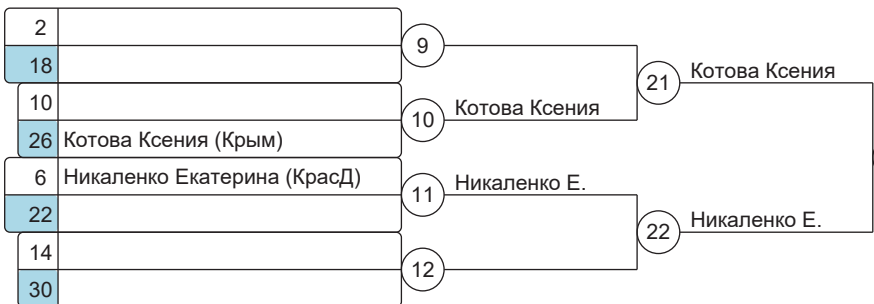 2
9
18
21 Котова Ксения
10
10 Котова Ксения
26 Котова Ксения (Крым)
6 Никаленко Екатерина (КрасД)
11 Никаленко Е.
22
22 Никаленко Е.
14
12
30